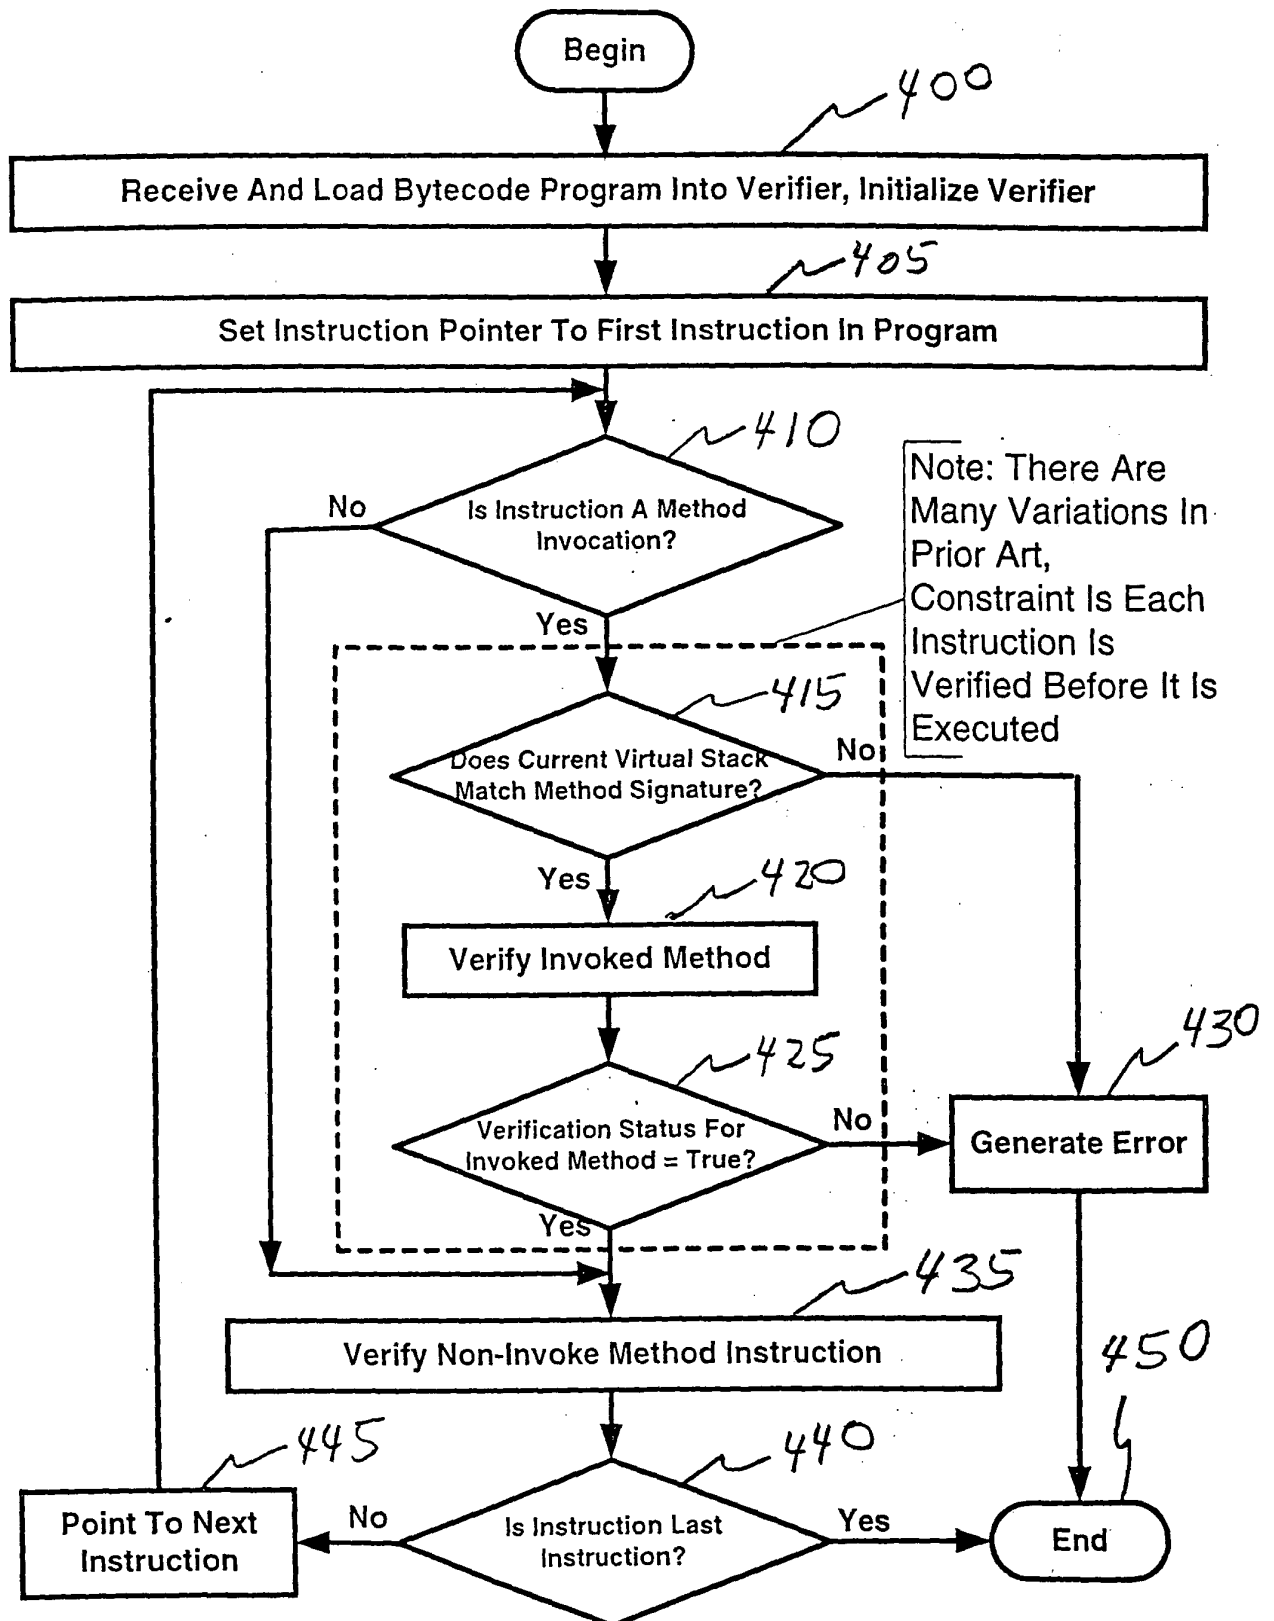 Begin
400
Receive And Load Bytecode Program Into Verifier, Initialize Verifier
405
Set Instruction Pointer To First Instruction In Program
410
No
Is Instruction A Method
Invocation?
Yes
Note: There Are
Many Variations In
Prior Art,
Constraint Is Each
Instruction Is
Verified Before It Is
Executed
415
Does Current Virtual Stack
Match Method Signature?
No
Yes
420
Verify Invoked Method
425
Verification Status For
Invoked Method = True?
No
Yes
430
Generate Error
435
Verify Non-Invoke Method Instruction
450
445
Point To Next
Instruction
No
440
Is Instruction Last
Instruction?
Yes
End